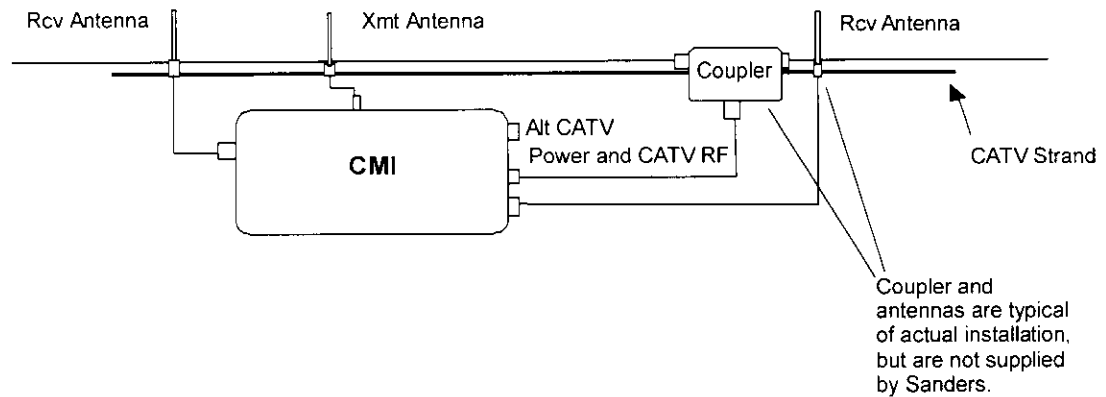 Rcv Antenna
Xmt Antenna
Rcv Antenna
Coupler
Alt CATV
CMI
Power and CATV RF
CATV Strand
Coupler and
antennas are typical
of actual installation,
but are not supplied
by Sanders.